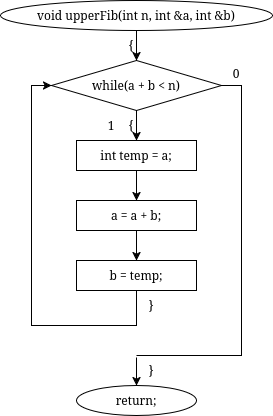 void upperFib(int n, int &a, int &b)
{
while(a + b < n)
0
1
{
int temp = a;
a = a + b;
b = temp;
}
}
return;